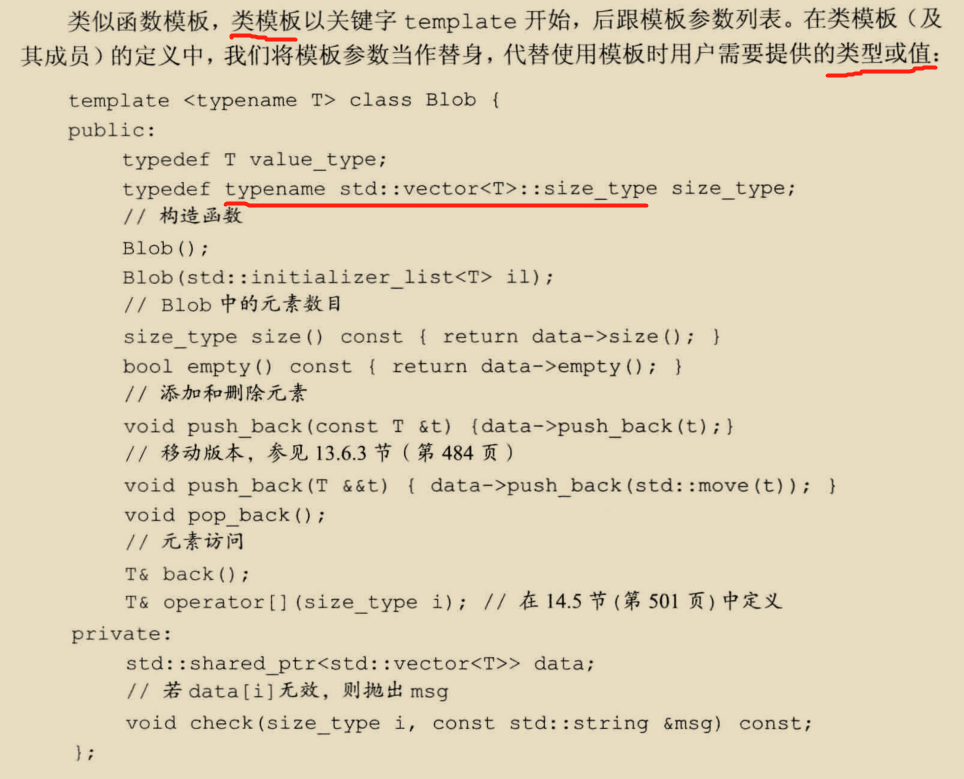 类似函数模板，类模板以关键字 template 开始，后跟模板参数列表。在类模板（及
其成员）的定义中，我们将模板参数当作替身，代替使用模板时用户需要提供的类型或值：
template <typename T> class Blob {
public:
typedef T value_type;
typedef typename std::vector<T>::size_type size_type;
// 构造函数
Blob();
Blob(std::initializer_list<T> il);
// Blob 中的元素数目
size_type size() const { return data->size(); }
bool empty() const { return data->empty(); }
// 添加和删除元素
void push_back(const T &t) {data->push_back(t);}
// 移动版本，参见 13.6.3 节（第 484 页）
void push_back(T &&t) { data->push_back(std::move(t)); }
void pop_back();
// 元素访问
T& back();
T& operator[](size_type i); // 在 14.5 节(第 501 页)中定义
private:
std::shared_ptr<std::vector<T>> data;
// 若 data[i]无效，则抛出 msg
void check(size_type i, const std::string &msg) const;
};